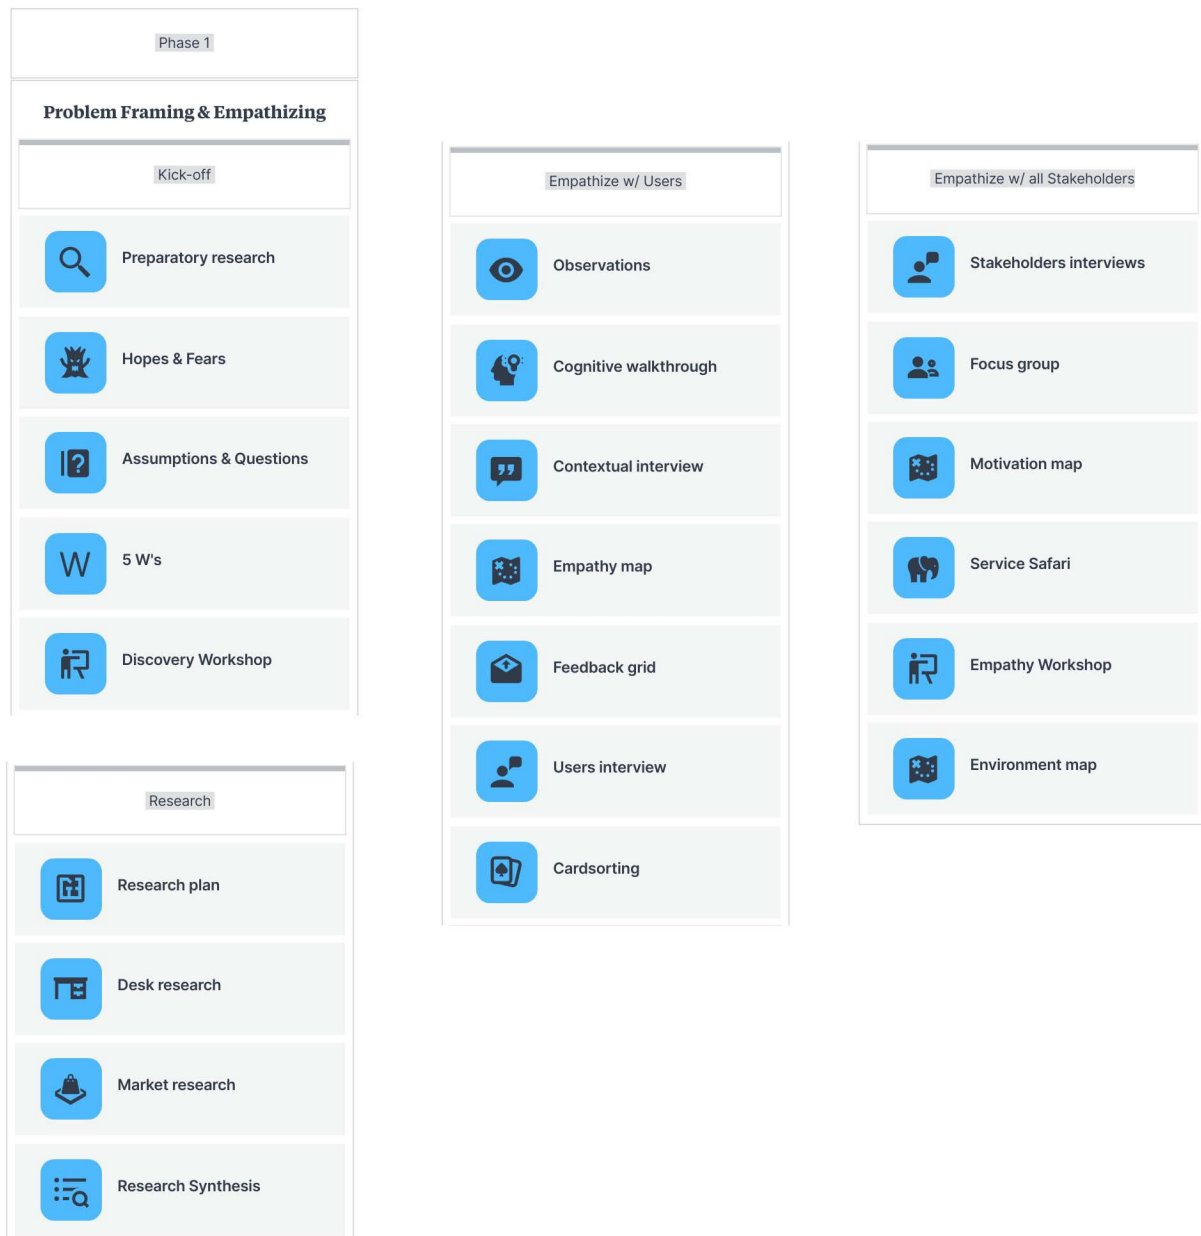 Phase 1
Problem Framing & Empathizing
Kick-off
Preparatory research
Hopes & Fears
Assumptions & Questions
W
5 W's
Discovery Workshop
Research
Research plan
Desk research
Market research
Research Synthesis
Empathize w/ Users
Observations
Cognitive walkthrough
Contextual interview
Empathy map
Feedback grid
Users interview
Cardsorting
Empathize w/ all Stakeholders
Stakeholders interviews
Focus group
Motivation map
Service Safari
Empathy Workshop
Environment map